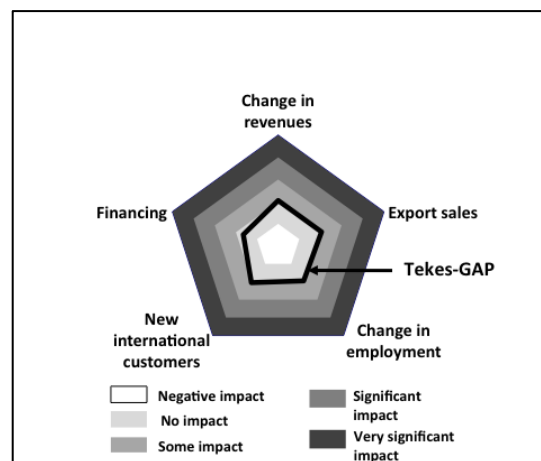 Change in
revenues
Financing
Export sales
Tekes-GAP
New
international
customers
Change in
employment
Negative impact
No impact
Some impact
Significant
impact
Very significant
impact